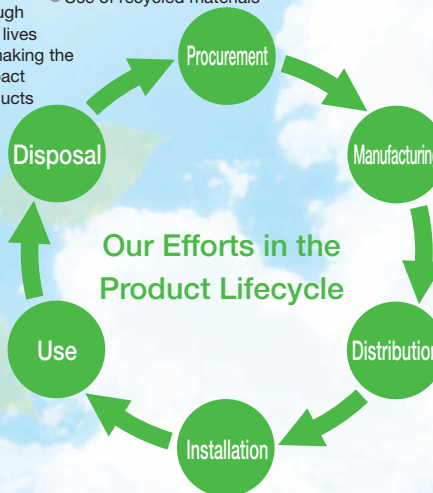 Use of recycled materials
ugh
lives
making the
pact
ucts
Procurement
Disposal
Manufacturing
Our Efforts in the
Product Lifecycle
Use
Distribution
Installation